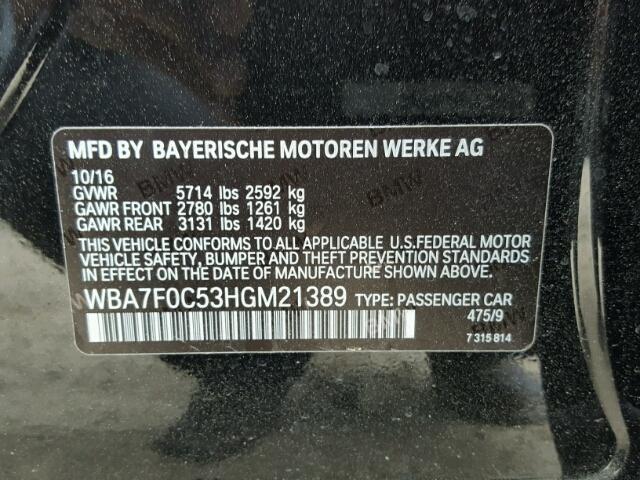 MFD BY BAYERISCHE MOTOREN WERKE AG
10/16
GVWR 5714 lbs 2592 kg
GAWR FRONT 2780 lbs 1261 kg
GAWR REAR 3131 lbs 1420 kg
THIS VEHICLE CONFORMS TO ALL APPLICABLE U.S.FEDERAL MOTOR
VEHICLE SAFETY, BUMPER, AND THEFT PREVENTION STANDARDS
IN EFFECT ON THE DATE OF MANUFACTURE SHOWN ABOVE.
WBA7F0C53HGM21389 TYPE: PASSENGER CAR
475/9
7 315 814